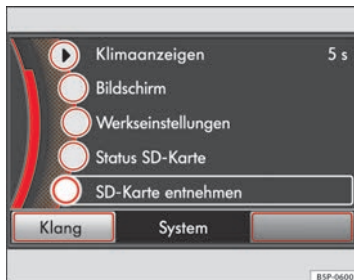 Klimaanzeigen 5 s
Bildschirm
Werkseinstellungen
Status SD-Karte
SD-Karte entnehmen
Klang System
B5P-0600